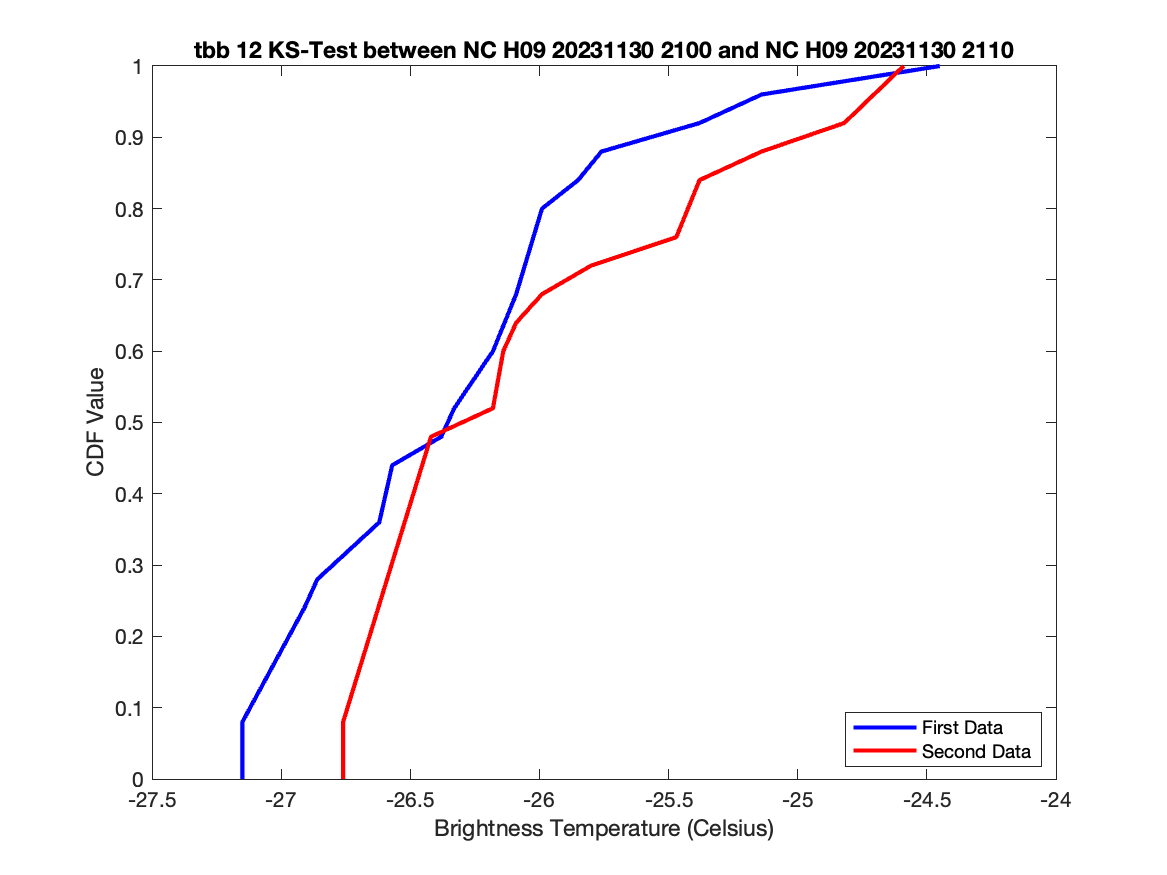 tbb 12 KS-Test between NC H09 20231130 2100 and NC H09 20231130 2110
1
0.9
0.8
0.7
0.6
0.5
0.4
0.3
0.2
0.1
0
CDF Value
-27.5 -27 -26.5 -26 -25.5 -25 -24.5 -24
Brightness Temperature (Celsius)
First Data
Second Data